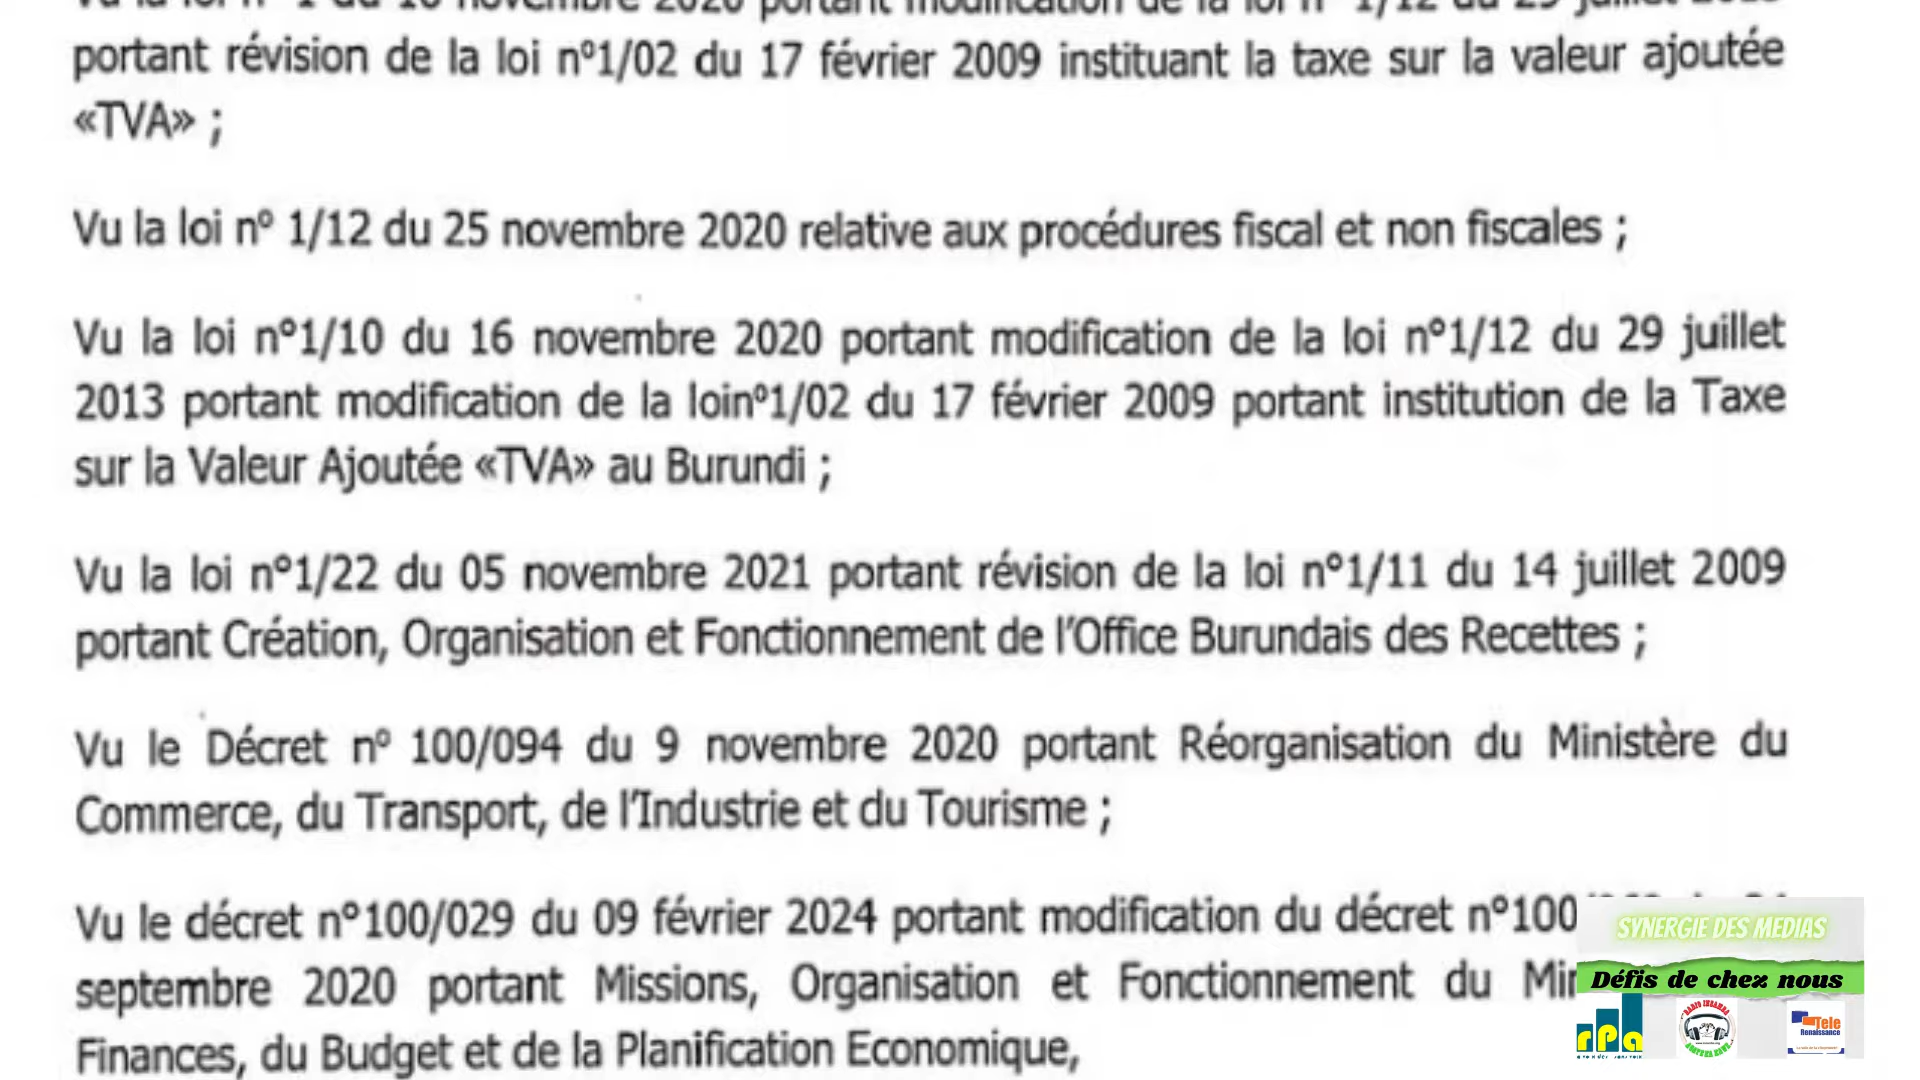 portant modification de la loi
portant révision de la loi n°1/02 du 17 février 2009 instituant la taxe sur la valeur ajoutée
«TVA» ;
Vu la loi n° 1/12 du 25 novembre 2020 relative aux procédures fiscal et non fiscales ;
Vu la loi n°1/10 du 16 novembre 2020 portant modification de la loi n°1/12 du 29 juillet
2013 portant modification de la loin°1/02 du 17 février 2009 portant institution de la Taxe
sur la Valeur Ajoutée «TVA» au Burundi ;
Vu la loi n°1/22 du 05 novembre 2021 portant révision de la loi n°1/11 du 14 juillet 2009
portant Création, Organisation et Fonctionnement de l'Office Burundais des Recettes ;
Vu le Décret n° 100/094 du 9 novembre 2020 portant Réorganisation du Ministère du
Commerce, du Transport, de l'Industrie et du Tourisme ;
Vu le décret n°100/029 du 09 février 2024 portant modification du décret n°100
septembre 2020 portant Missions, Organisation et Fonctionnement du Min
Finances, du Budget et de la Planification Economique,
SYNERGIE DES MEDIAS
Défis de chez nous
rPa
Tele
Renaissance